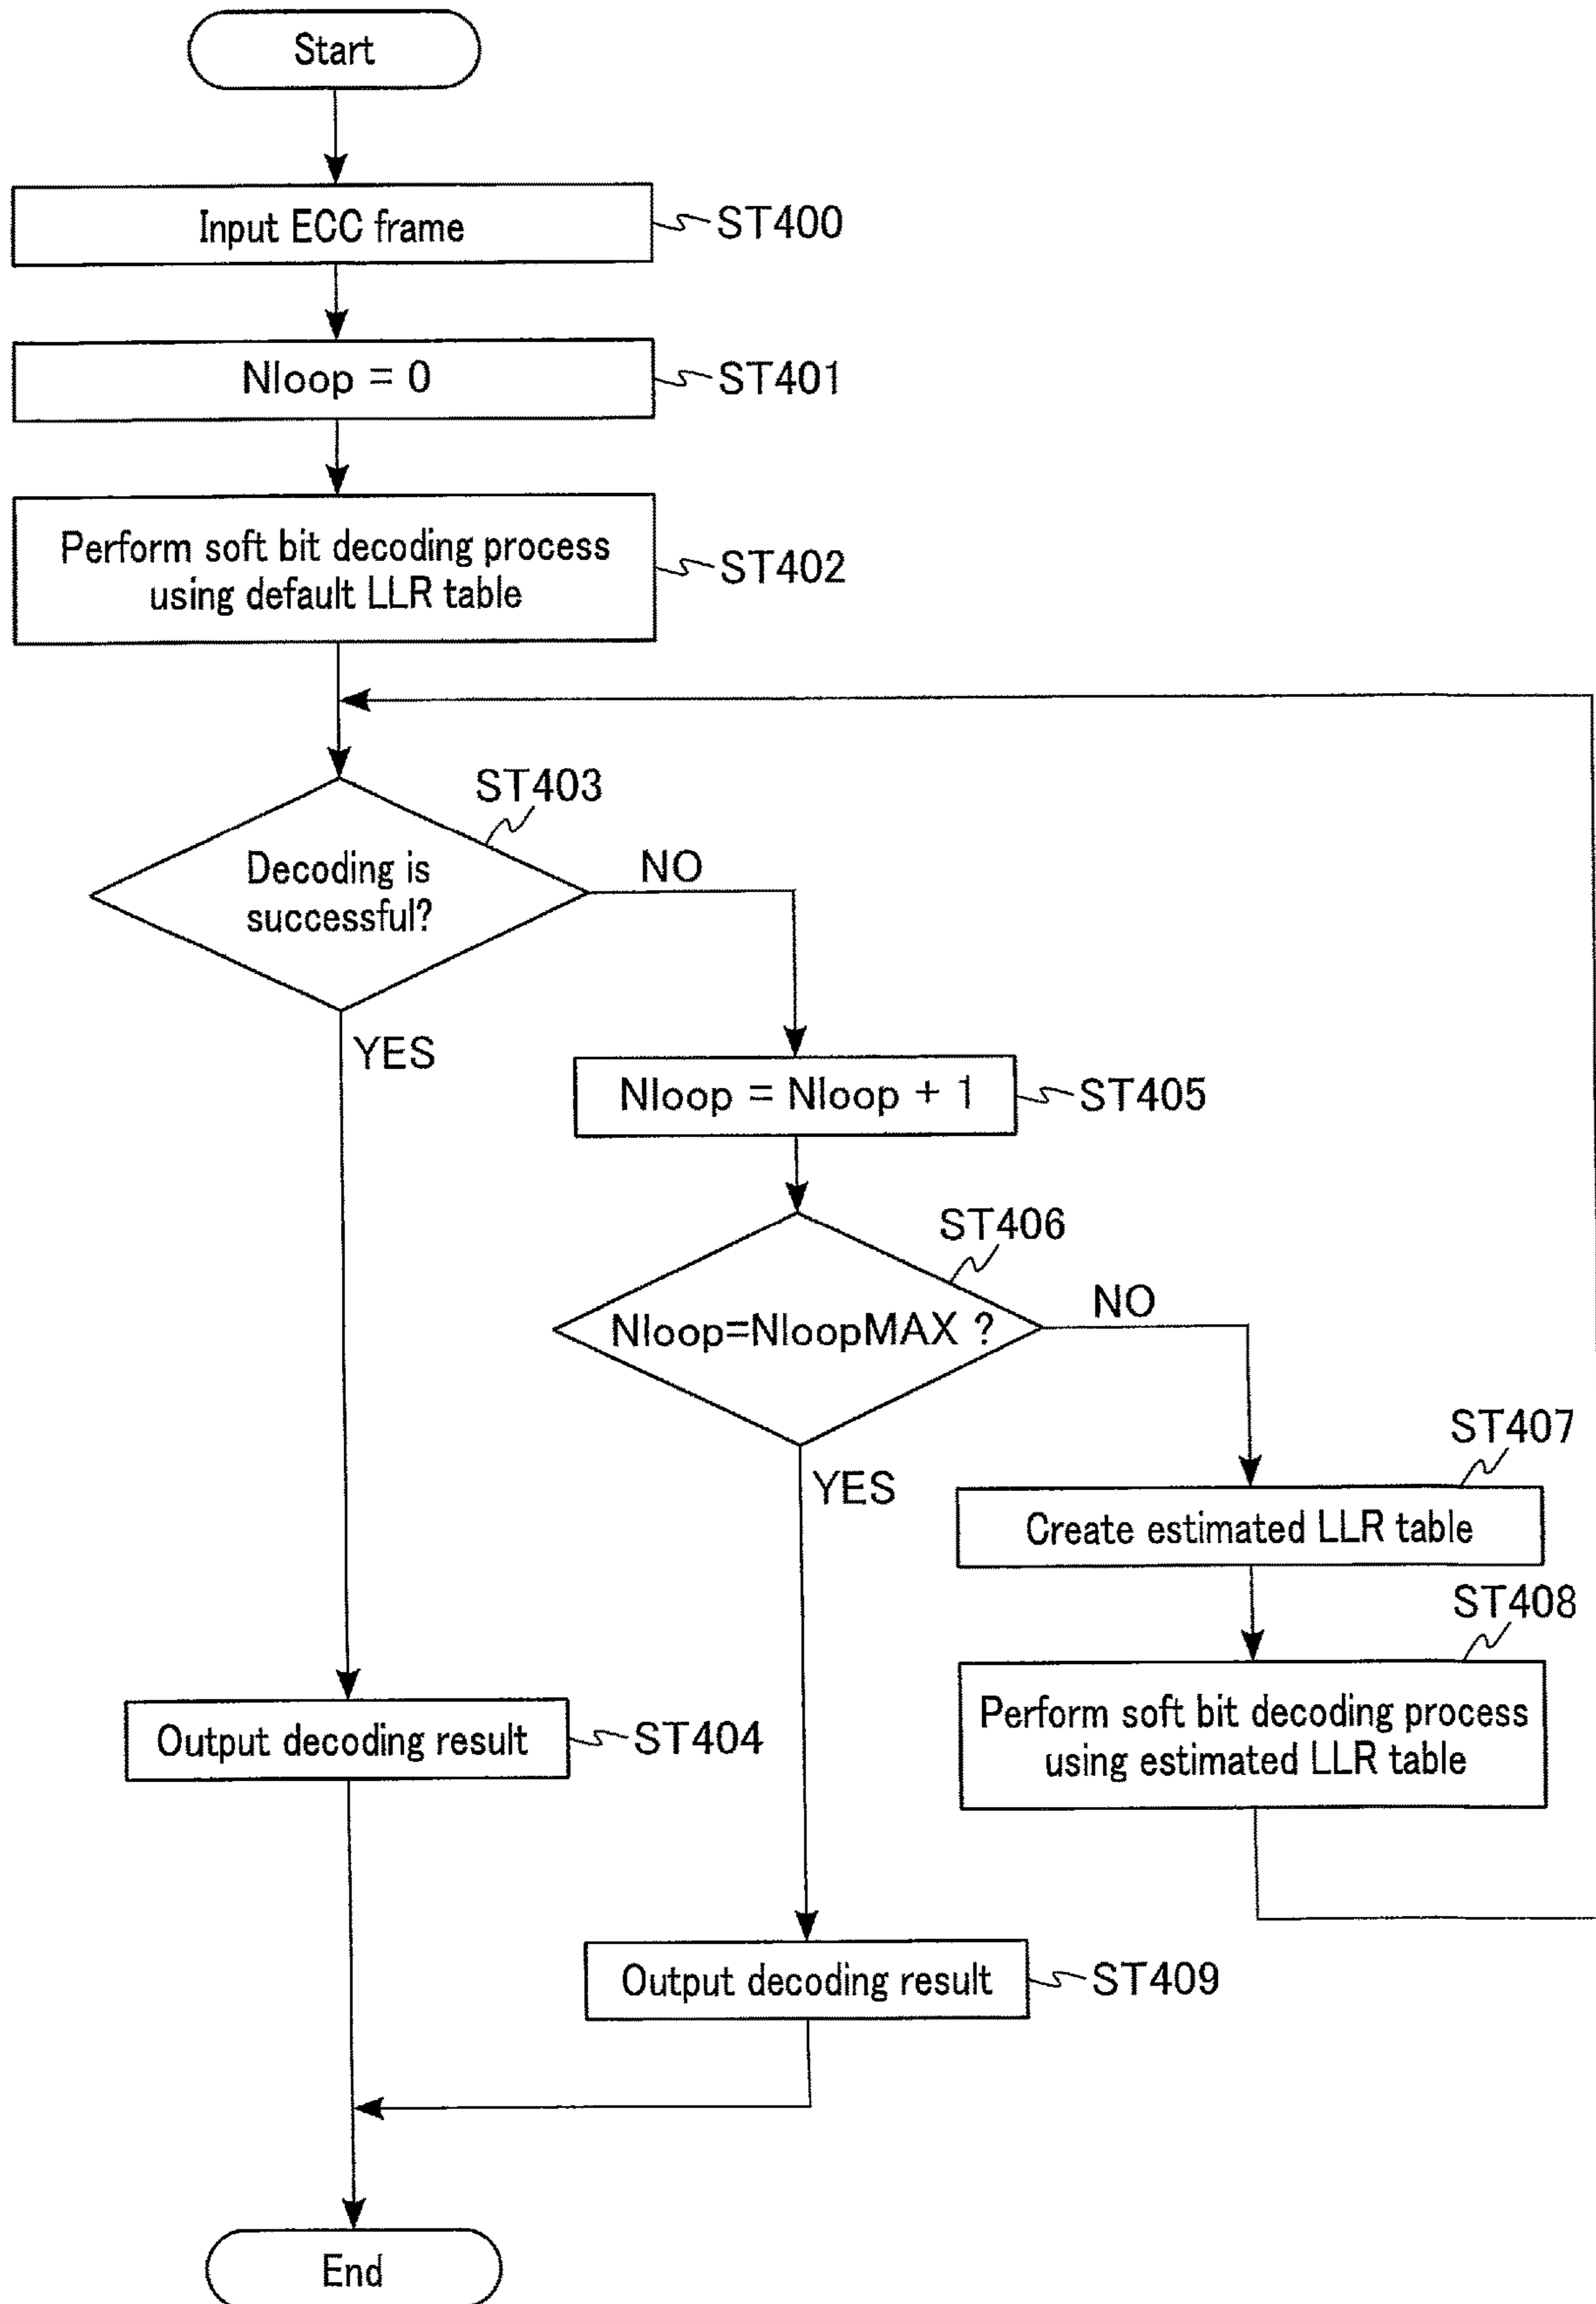 Start
Input ECC frame
ST400
Nloop = 0
ST401
Perform soft bit decoding process
using default LLR table
ST402
ST403
Decoding is
successful?
NO
YES
Nloop = Nloop + 1
ST405
ST406
Nloop=NloopMAX ?
NO
YES
ST407
Create estimated LLR table
ST408
Perform soft bit decoding process
using estimated LLR table
Output decoding result
ST404
Output decoding result
ST409
End